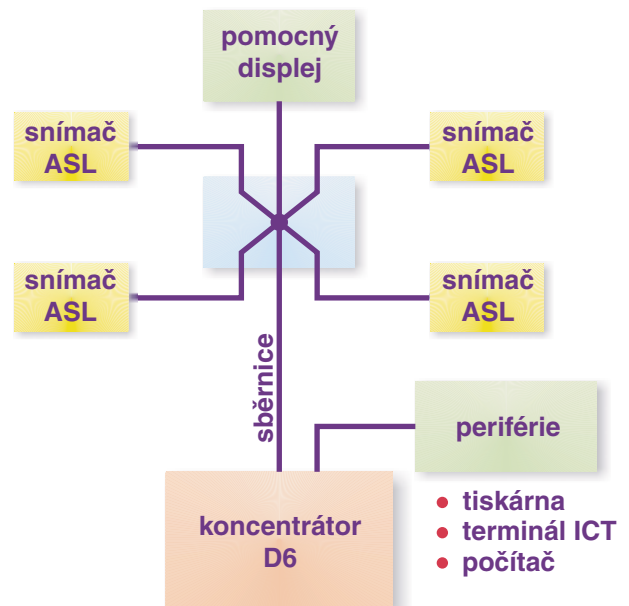 pomocný
displej
snímač
ASL
snímač
ASL
snímač
ASL
snímač
ASL
sběrnice
periférie
koncentrátor
D6
• tiskárna
• terminál ICT
• počítač